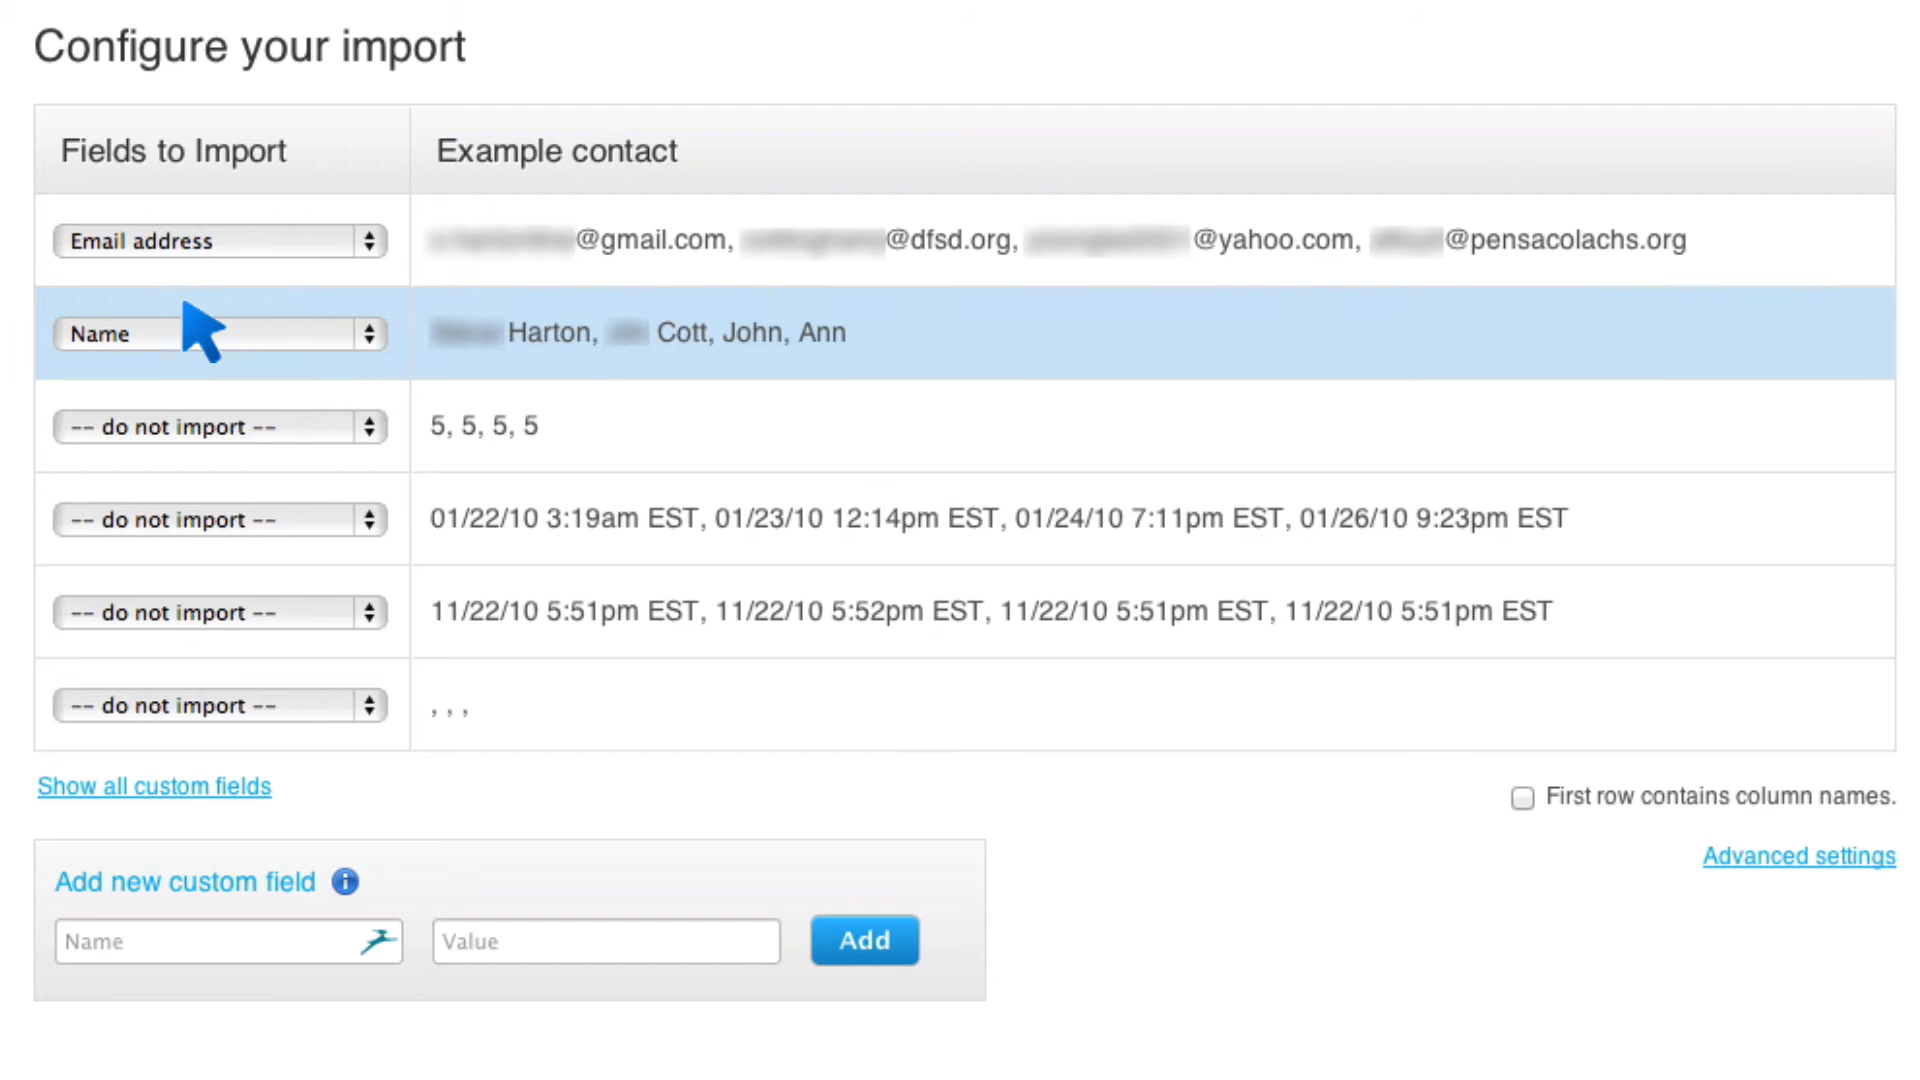 Configure your import
Fields to Import Example contact
Email address @gmail.com, @dfsd.org, @yahoo.com, @pensacolachs.org
Name Harton, Cott, John, Ann
-- do not import -- 5, 5, 5, 5
-- do not import -- 01/22/10 3:19am EST, 01/23/10 12:14pm EST, 01/24/10 7:11pm EST, 01/26/10 9:23pm EST
-- do not import -- 11/22/10 5:51pm EST, 11/22/10 5:52pm EST, 11/22/10 5:51pm EST, 11/22/10 5:51pm EST
-- do not import -- , , ,
Show all custom fields
First row contains column names.
Advanced settings
Add new custom field i
Name Value Add